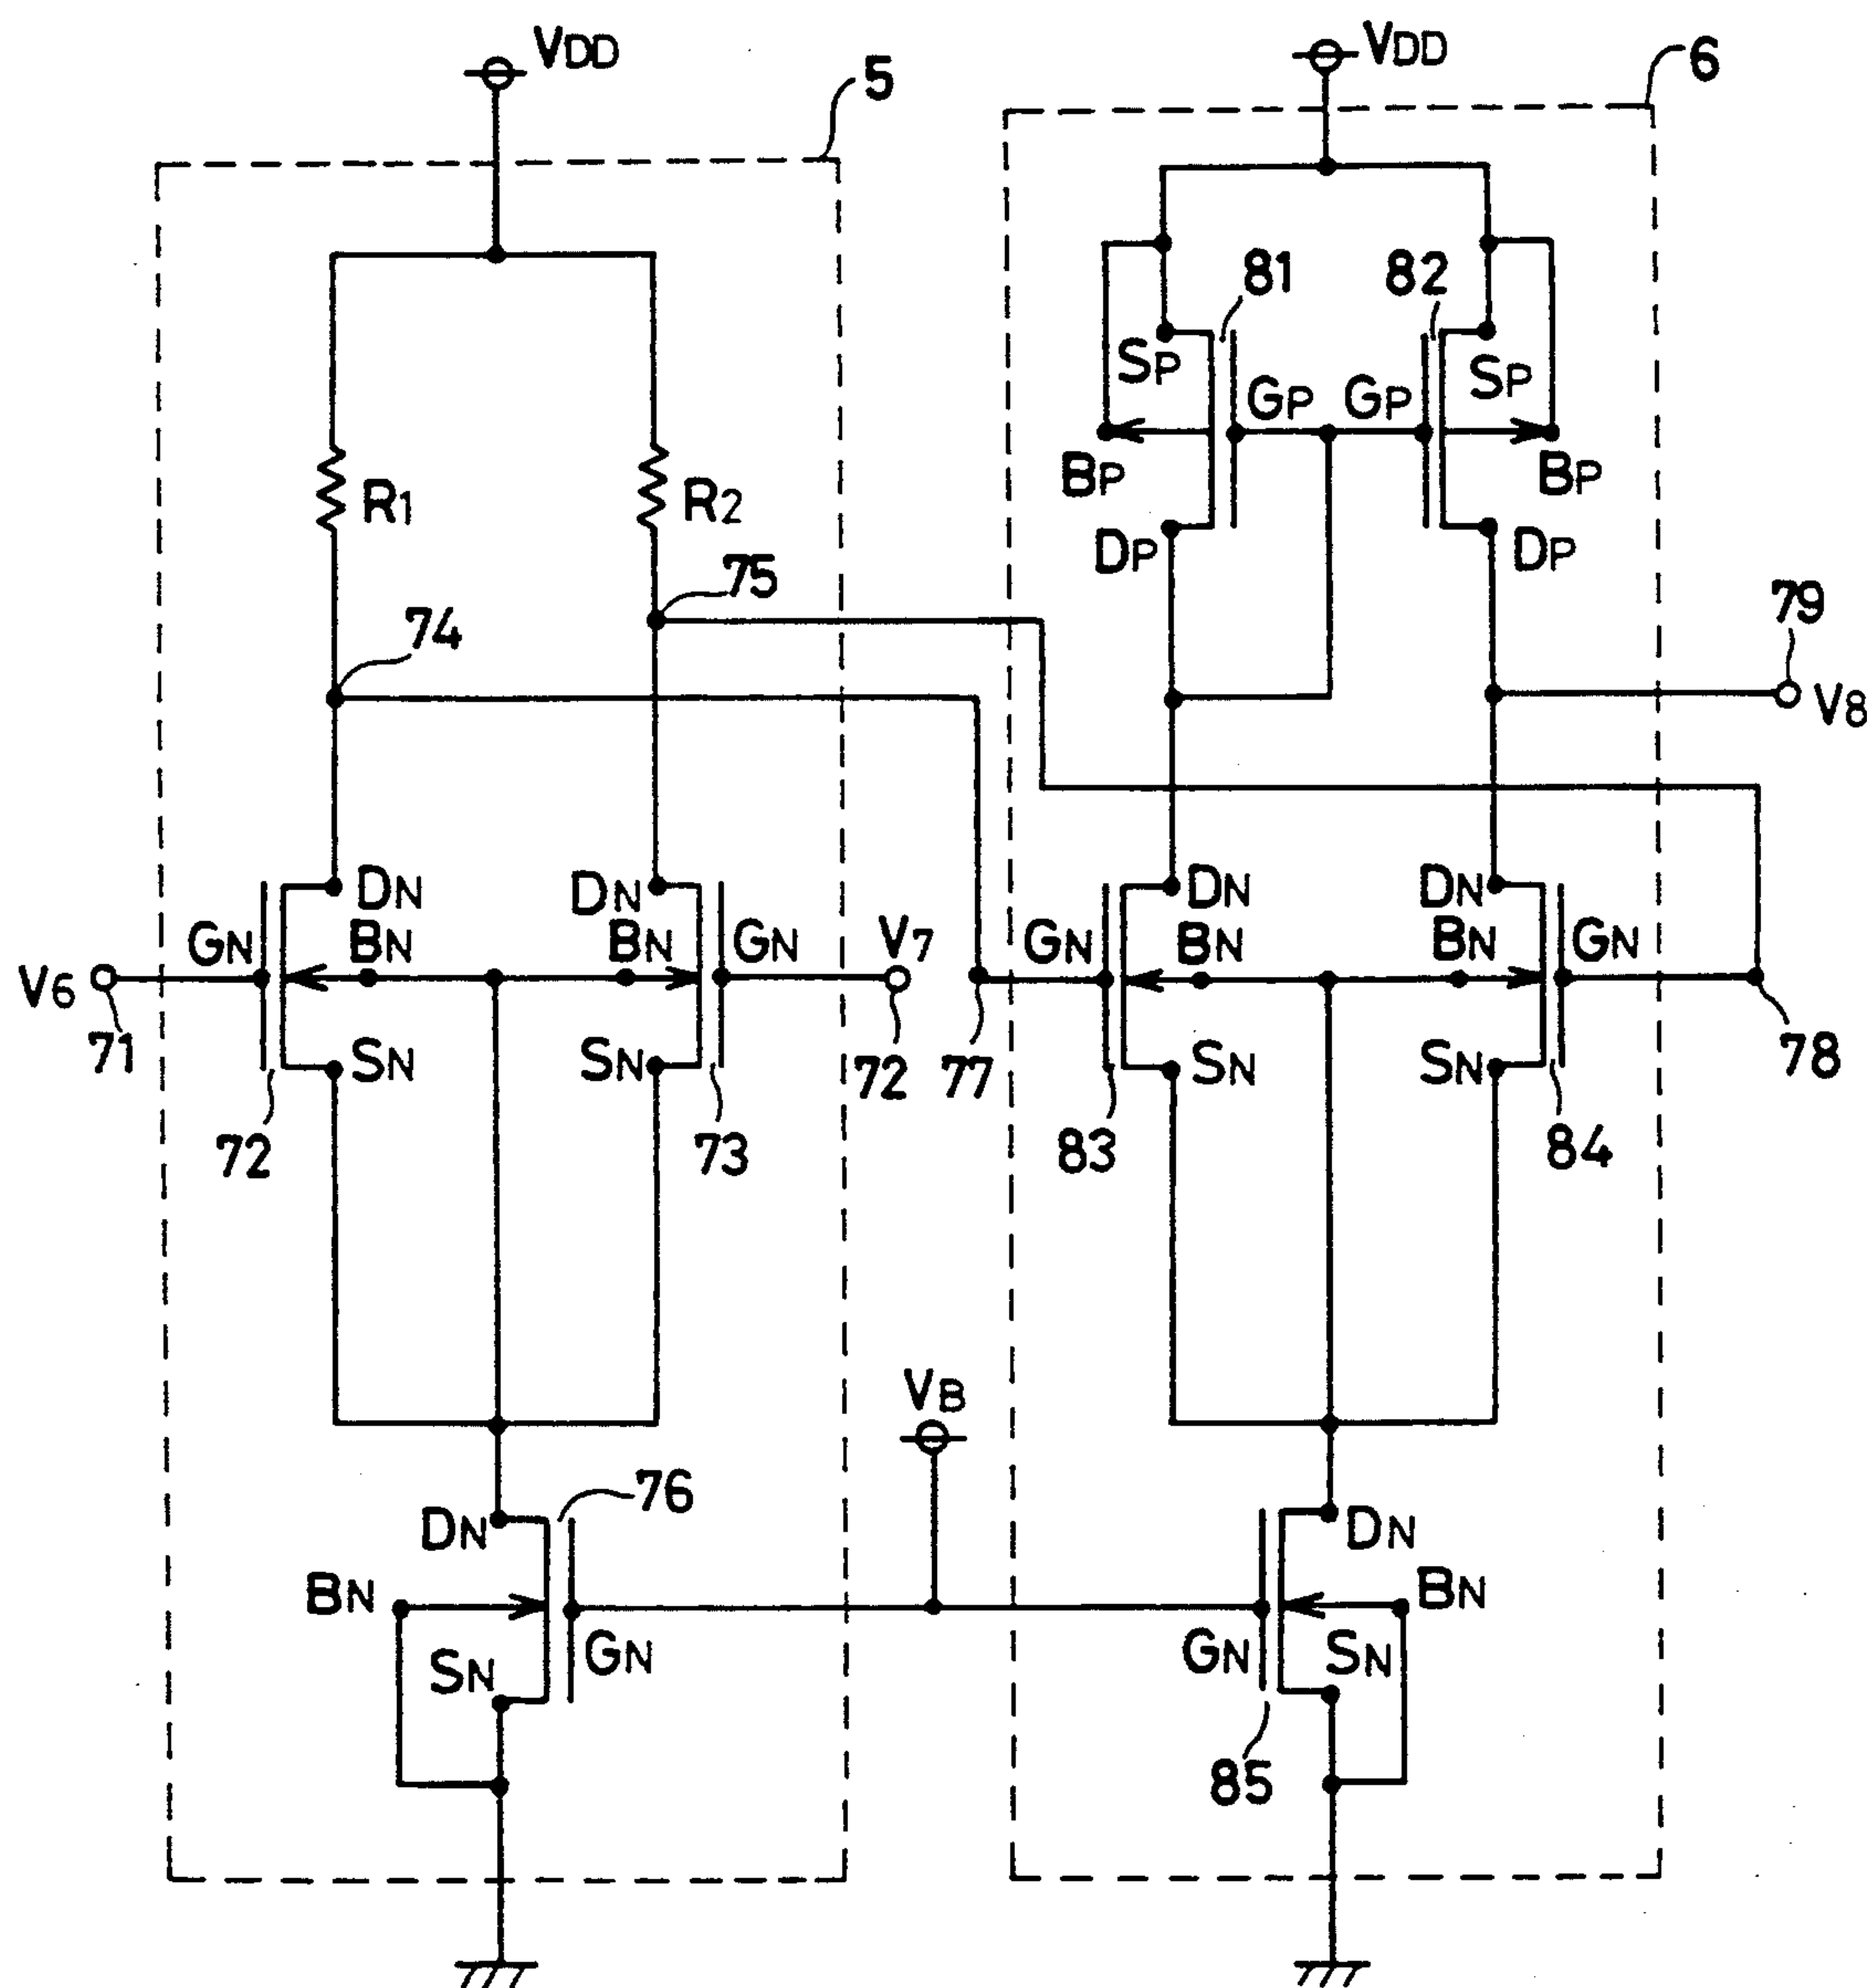 VDD
VDD
5
6
81
82
SP
SP
GP
GP
BP
BP
R1
R2
DP
DP
75
74
79
V8
DN
DN
DN
DN
GN
BN
BN
GN
V7
GN
BN
BN
GN
V6
71
SN
SN
72
77
SN
SN
78
72
73
83
84
VB
76
DN
DN
BN
BN
SN
GN
GN
SN
85